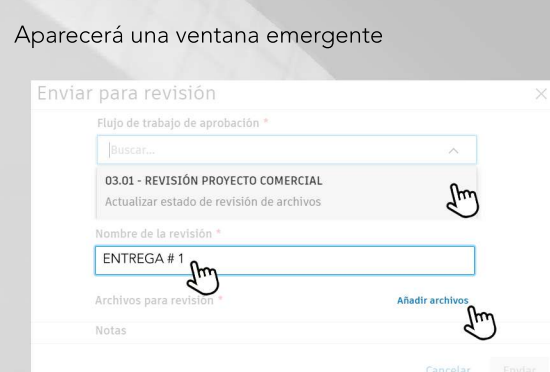 Aparecerá una ventana emergente
Enviar para revisión
Flujo de trabajo de aprobación *
Buscar...
03.01 - REVISIÓN PROYECTO COMERCIAL
Actualizar estado de revisión de archivos
Nombre de la revisión *
ENTREGA # 1
Archivos para revisión * Añadir archivos
Notas
Cancelar Enviar